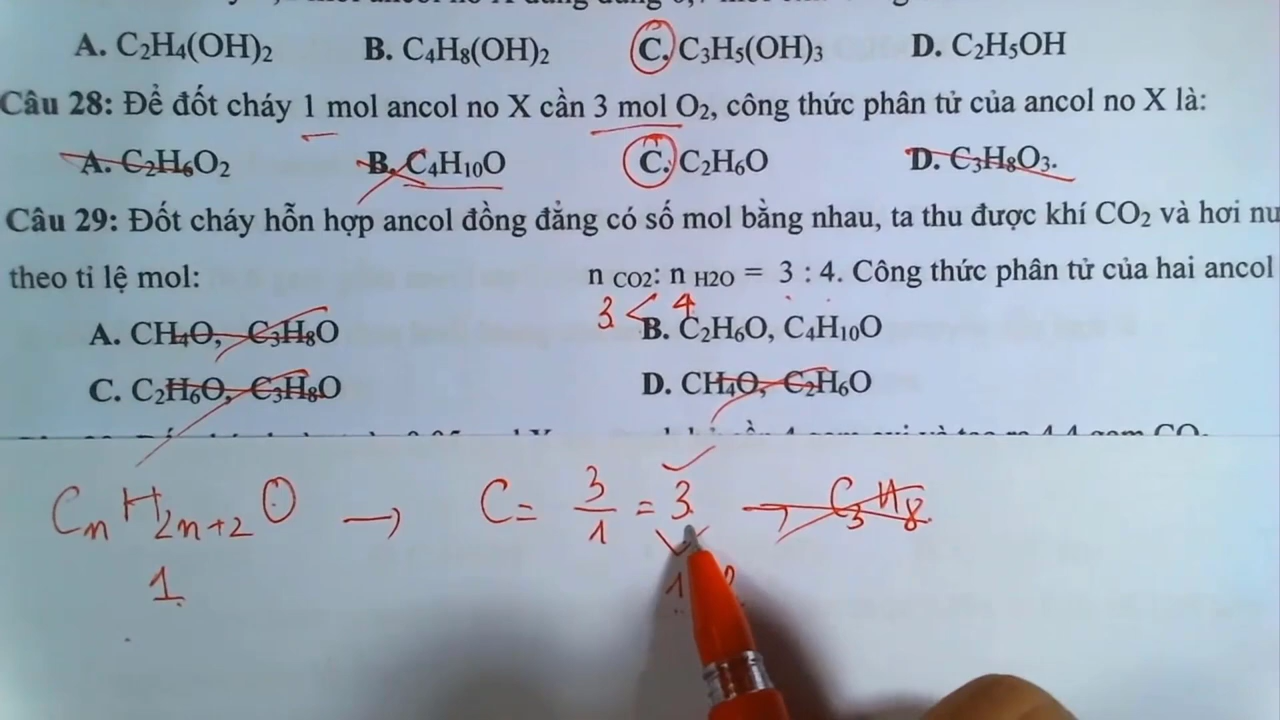 A. C2H4(OH)2 B. C4H8(OH)2 C. C3H5(OH)3 D. C2H5OH
Câu 28: Để đốt cháy 1 mol ancol no X cần 3 mol O2, công thức phân tử của ancol no X là:
A. C2H6O2 B. C4H10O C. C2H6O D. C3H8O3.
Câu 29: Đốt cháy hỗn hợp ancol đồng đẳng có số mol bằng nhau, ta thu được khí CO2 và hơi nư
theo tỉ lệ mol: n CO2: n H2O = 3 : 4. Công thức phân tử của hai ancol
3 < 4
A. CH4O, C3H8O B. C2H6O, C4H10O
C. C2H6O, C3H8O D. CH4O, C2H6O
CnH2n+2O → C = 3/1 = 3 → C3H8
1 1